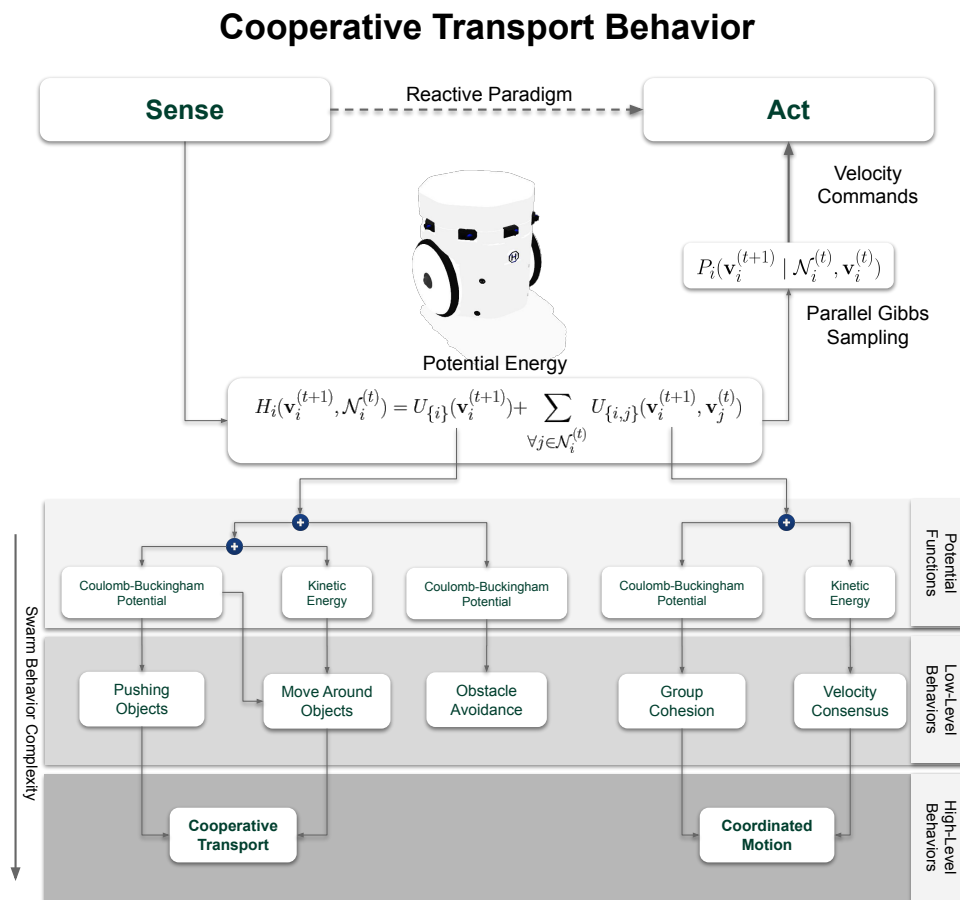 Cooperative Transport Behavior
Sense
Reactive Paradigm
Act
Velocity
Commands
P_i(v_i^{(t+1)} | N_i^{(t)}, v_i^{(t)})
Parallel Gibbs
Sampling
Potential Energy
H_i(v_i^{(t+1)}, N_i^{(t)}) = U_{\{i\}}(v_i^{(t+1)}) + \sum_{∀j∈N_i^{(t)}} U_{\{i,j\}}(v_i^{(t+1)}, v_j^{(t)})
Swarm Behavior Complexity
Potential
Functions
Coulomb-Buckingham
Potential
Kinetic
Energy
Coulomb-Buckingham
Potential
Coulomb-Buckingham
Potential
Kinetic
Energy
Low-Level
Behaviors
Pushing
Objects
Move Around
Objects
Obstacle
Avoidance
Group
Cohesion
Velocity
Consensus
High-Level
Behaviors
Cooperative
Transport
Coordinated
Motion